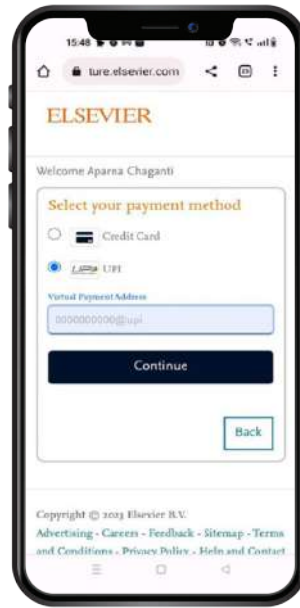 15:48
ture.elsevier.com
ELSEVIER
Welcome Aparna Chaganti
Select your payment method
Credit Card
UPI UPI
Virtual Payment Address
0000000000@upi
Continue
Back
Copyright © 2023 Elsevier B.V.
Advertising - Careers - Feedback - Sitemap - Terms
and Conditions - Privacy Policy - Help and Contact